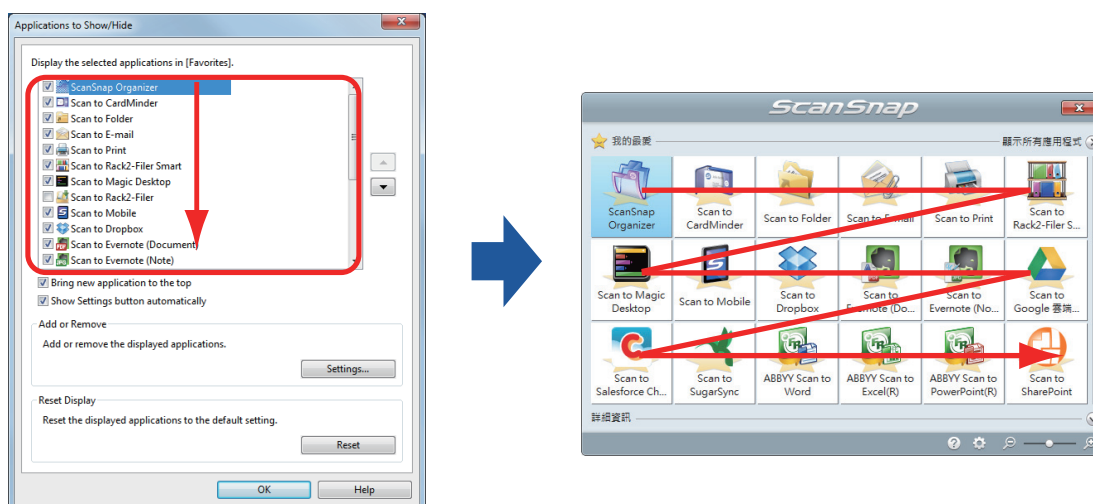 Applications to Show/Hide
Display the selected applications in [Favorites].
ScanSnap Organizer
Scan to CardMinder
Scan to Folder
Scan to E-mail
Scan to Print
Scan to Rack2-Filer Smart
Scan to Magic Desktop
Scan to Rack2-Filer
Scan to Mobile
Scan to Dropbox
Scan to Evernote (Document)
Scan to Evernote (Note)
Bring new application to the top
Show Settings button automatically
Add or Remove
Add or remove the displayed applications.
Settings...
Reset Display
Reset the displayed applications to the default setting.
Reset
OK
Help
ScanSnap
我的最愛
顯示所有應用程式
ScanSnap
Organizer
Scan to
CardMinder
Scan to Folder
Scan to E-mail
Scan to Print
Scan to
Rack2-Filer S...
Scan to Magic
Desktop
Scan to Mobile
Scan to
Dropbox
Scan to
Evernote (Do...
Scan to
Evernote (No...
Scan to
Google 雲端...
Scan to
Salesforce Ch...
Scan to
SugarSync
ABBYY Scan to
Word
ABBYY Scan to
Excel(R)
ABBYY Scan to
PowerPoint(R)
Scan to
SharePoint
詳細資訊